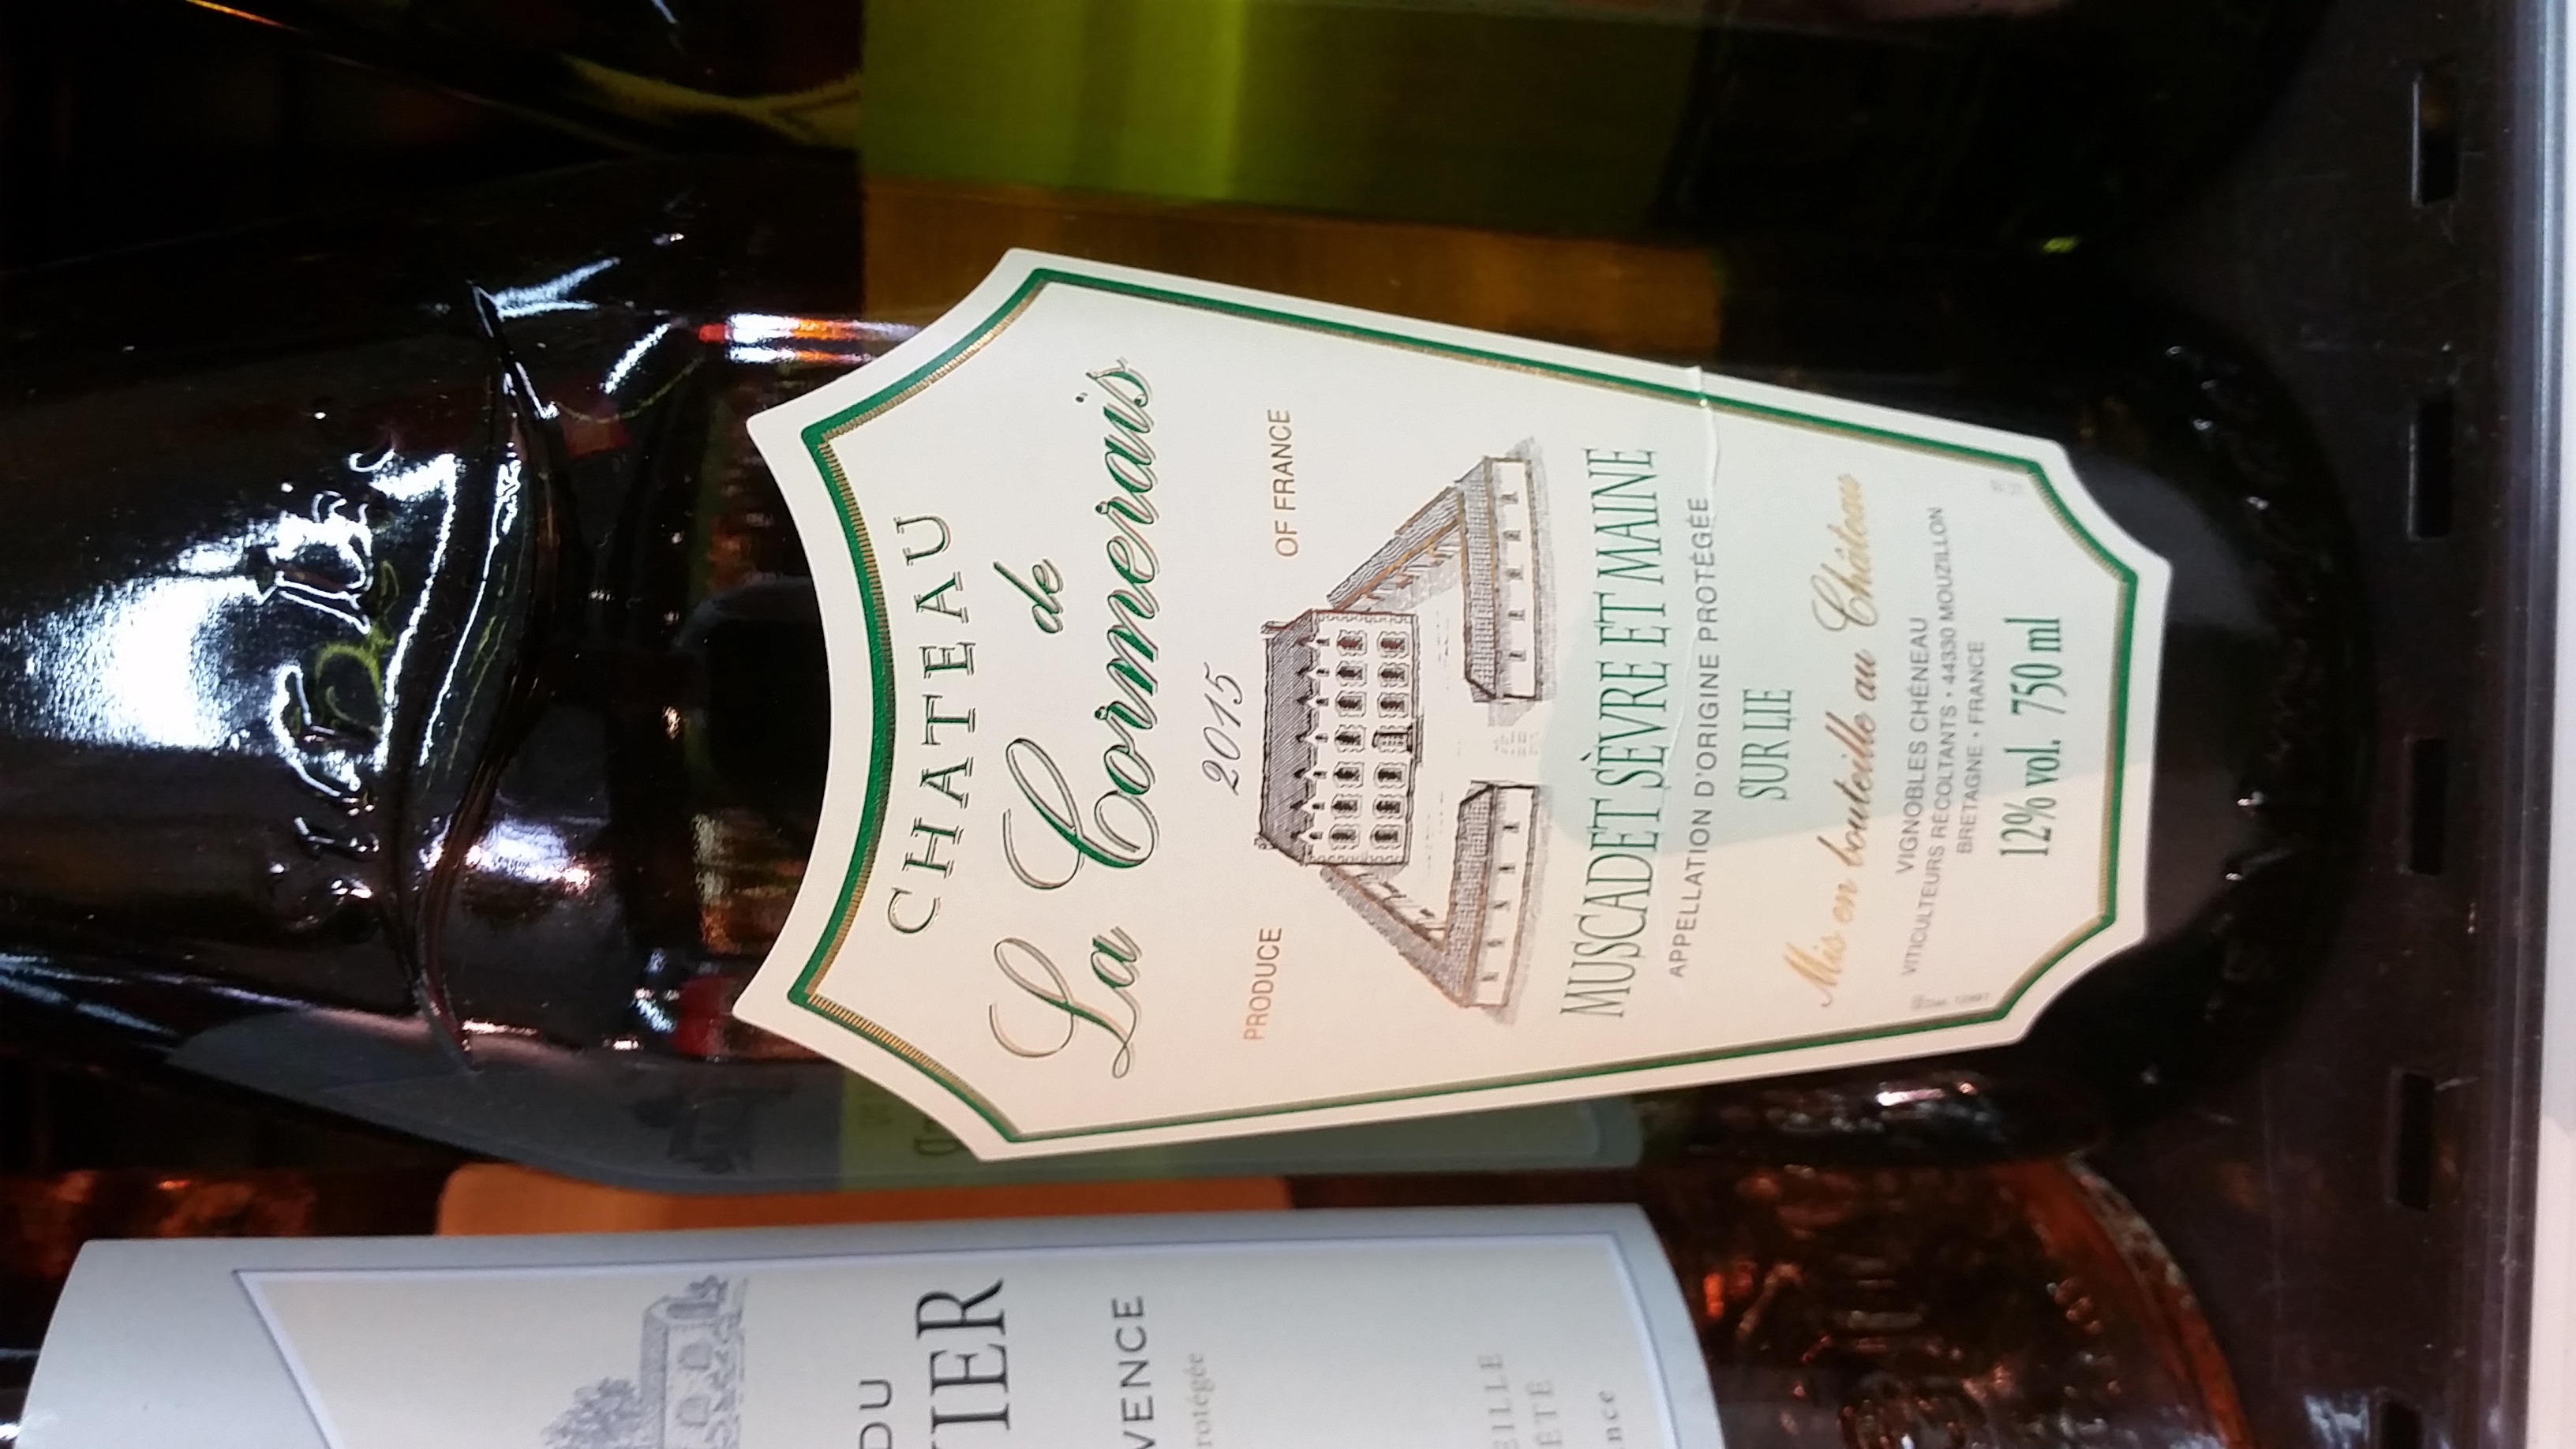 CHATEAU
de
La Cormerais
2015
PRODUCE OF FRANCE
MUSCADET SÈVRE ET MAINE
APPELLATION D'ORIGINE PROTÉGÉE
SUR LIE
Mis en bouteille au Château
VIGNOBLES CHÉNEAU
VITICULTEURS RÉCOLTANTS • 44330 MOUZILLON
BRETAGNE • FRANCE
12% vol. 750 ml
DU
VIER
VENCE
rotégée
EILLE
ÉTÉ
nce